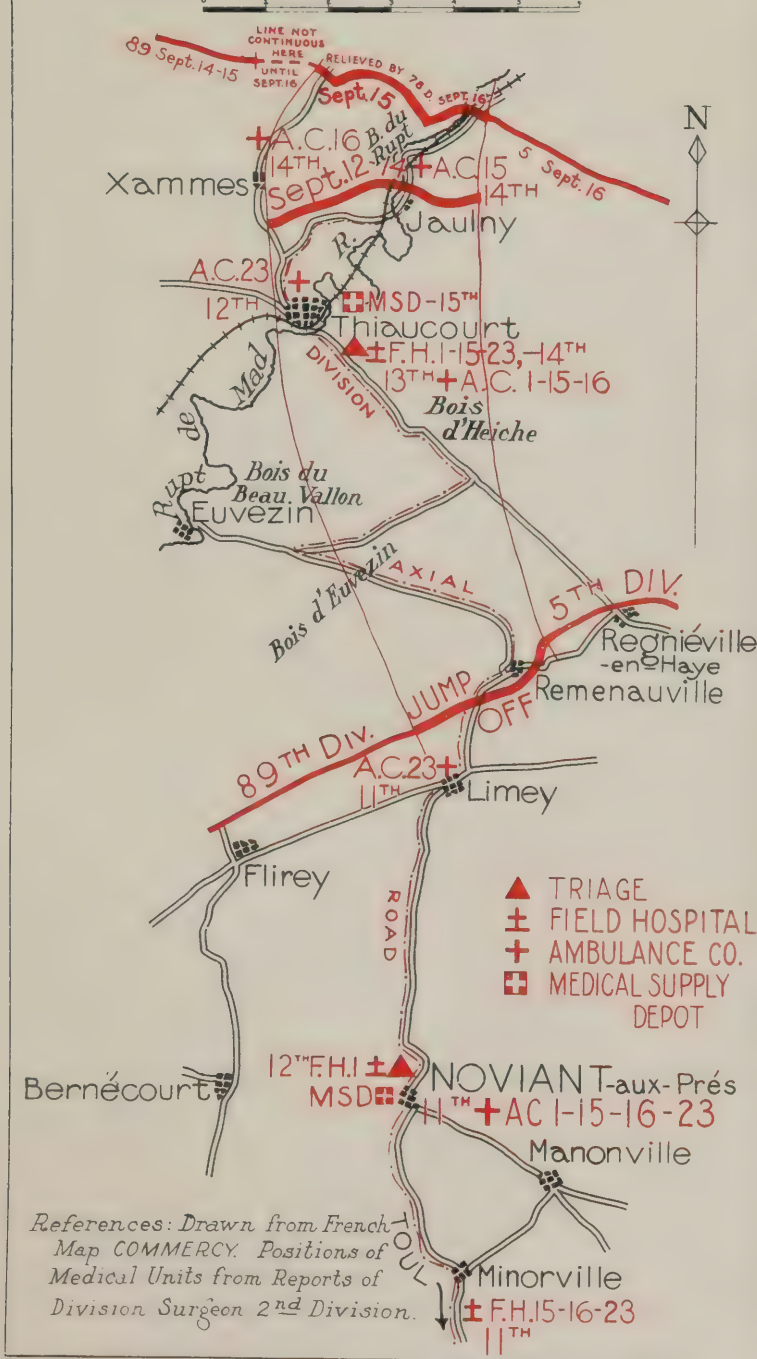 LINE NOT
CONTINUOUS
HERE
UNTIL
SEPT.16
89 Sept.14-15
RELIEVED BY 78 D. SEPT.16
Sept.15
5 Sept.16
N
A.C.16
14TH
B. du
Rupt
A.C.15
14TH
Xammes
Sept.12-14
Jaulny
R.
A.C.23
12TH
MSD-15TH
Thiaucourt
F.H.1-15-23,-14TH
13TH A.C. 1-15-16
DIVISION
Mad
de
Rupt
Bois
d'Heiche
Bois du
Beau Vallon
Euvezin
AXIAL
Bois d'Euvezin
5TH DIV.
Regniéville
-en-Haye
Remenauville
JUMP
OFF
89TH DIV.
A.C.23
11TH
Limey
Flirey
ROAD
TRIAGE
FIELD HOSPITAL
AMBULANCE CO.
MEDICAL SUPPLY
DEPOT
12TH F.H.1
MSD
NOVIANT-aux-Prés
11TH AC 1-15-16-23
Bernécourt
Manonville
TOUL
Minorville
F.H.15-16-23
11TH
References: Drawn from French
Map COMMERCY. Positions of
Medical Units from Reports of
Division Surgeon 2nd Division.